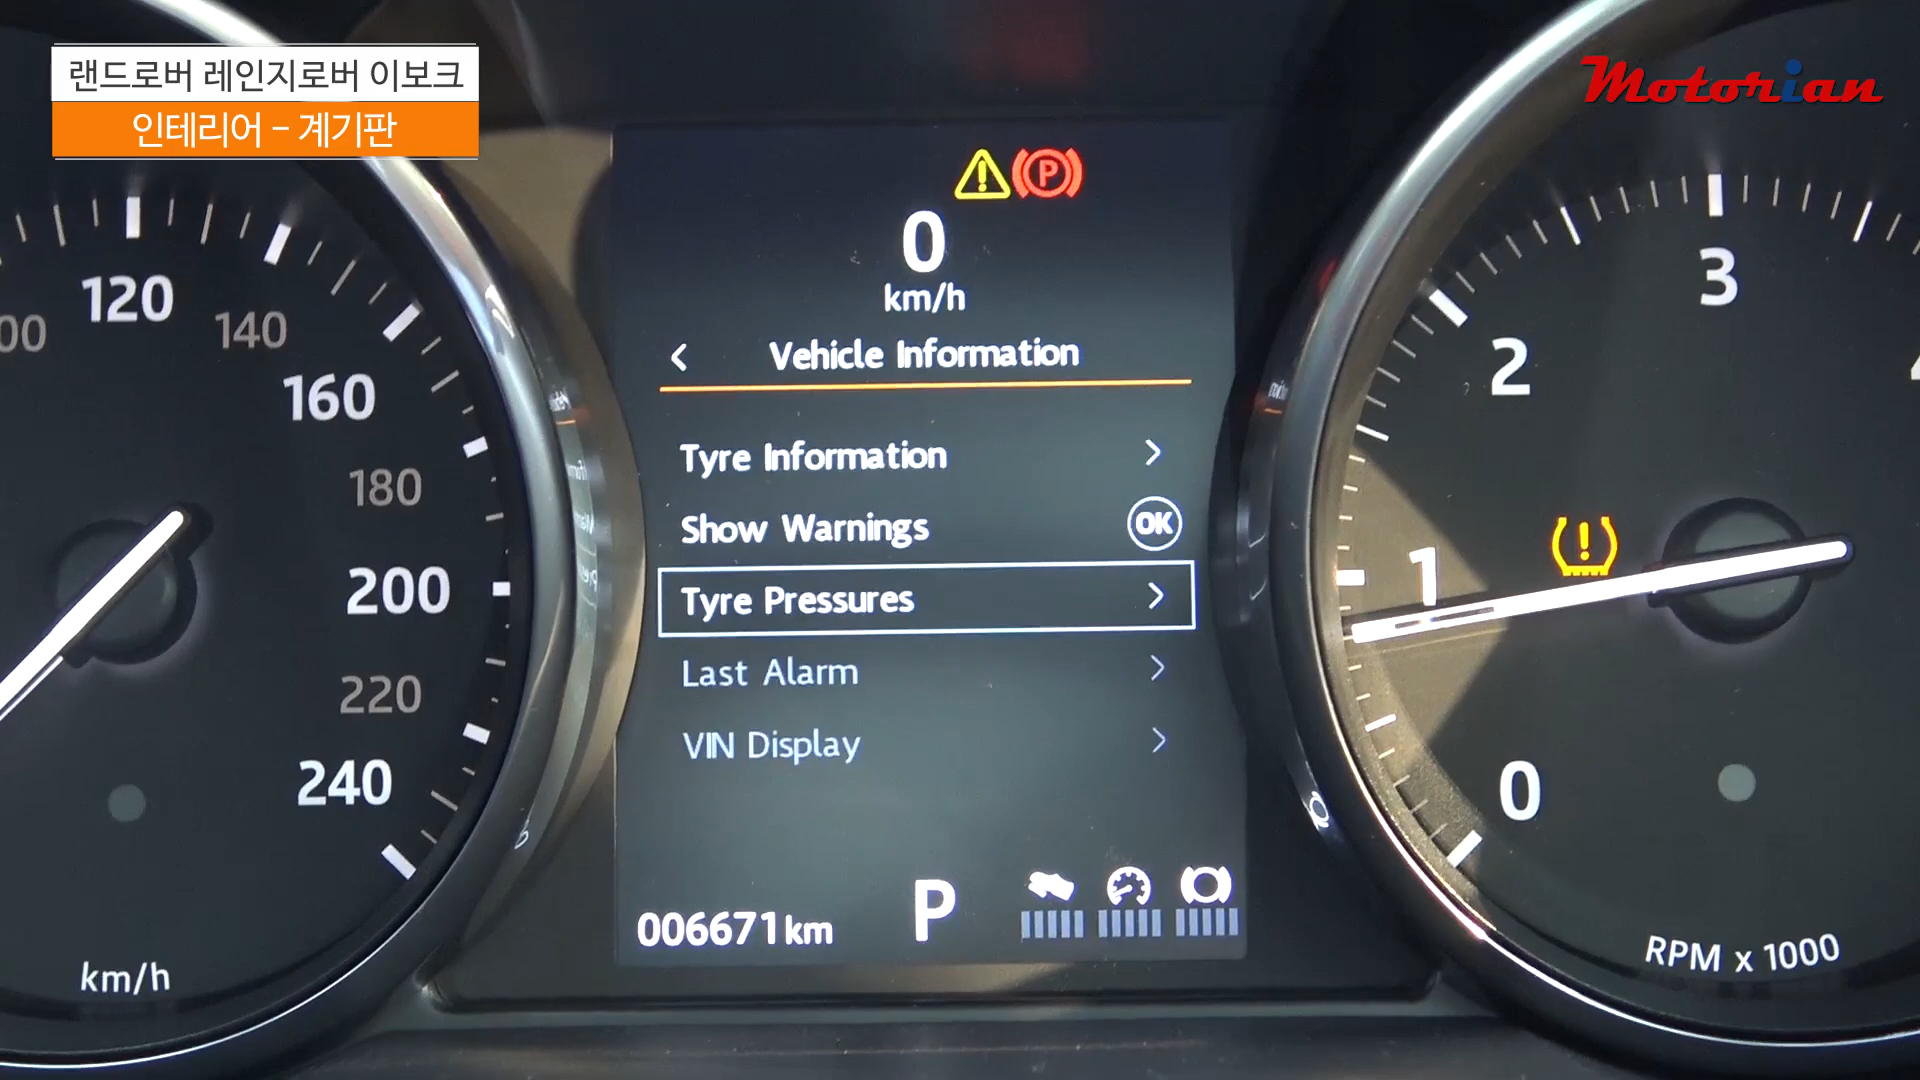 랜드로버 레인지로버 이보크
인테리어 - 계기판
Motorian
P
0
km/h
Vehicle Information
Tyre Information
Show Warnings
OK
Tyre Pressures
Last Alarm
VIN Display
006671km
P
120
140
160
180
200
220
240
km/h
3
2
1
0
RPM x 1000